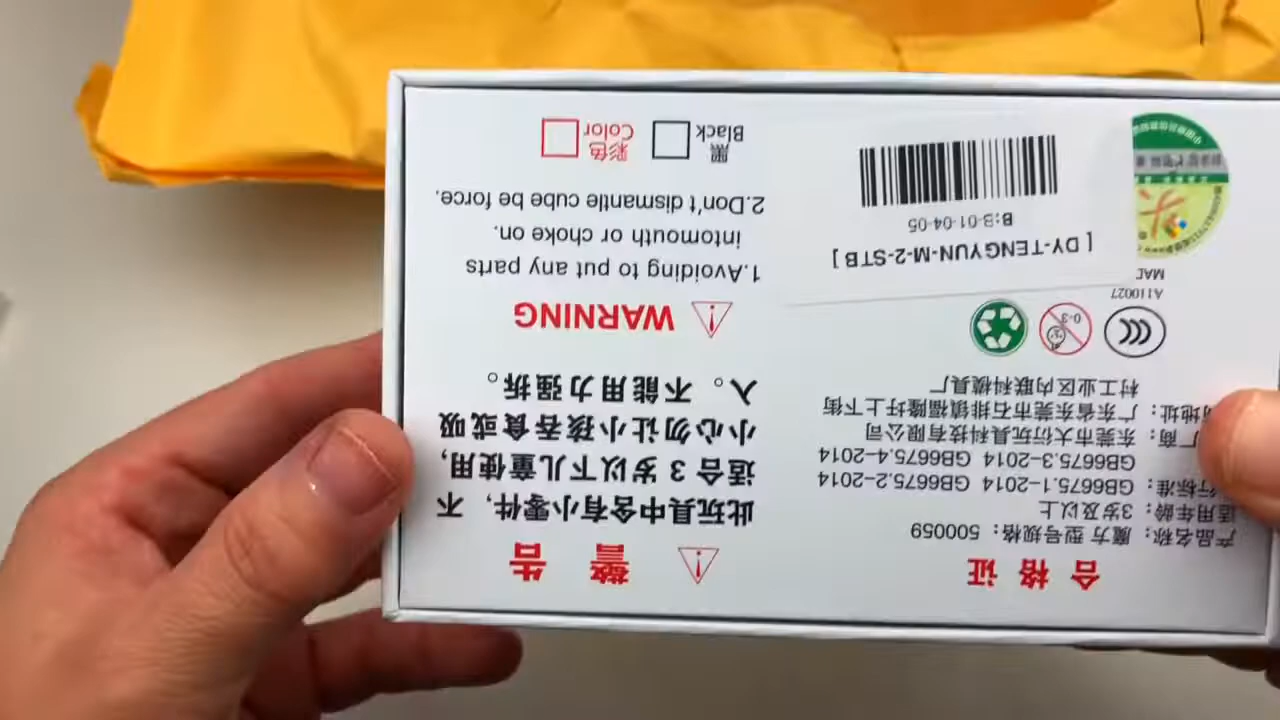 合格证
产品名称：魔方 型号规格：500059
适用年龄：3岁及以上
行标准：GB6675.1-2014 GB6675.2-2014
GB6675.3-2014 GB6675.4-2014
厂商：东莞市大衍玩具科技有限公司
地址：广东省东莞市石排镇福隆圩上下街
村工业区内联科模具厂
0-3
A110027
[ DY-TENGYUN-M-2-STB ]
B:B-01-04-05
警告
此玩具中含有小零件，不
适合 3 岁以下儿童使用，
小心勿让小孩吞食或吸
入。不能用力强拆。
WARNING
1.Avoiding to put any parts
intomouth or choke on.
2.Don't dismantle cube be force.
黑 彩色
Black Color